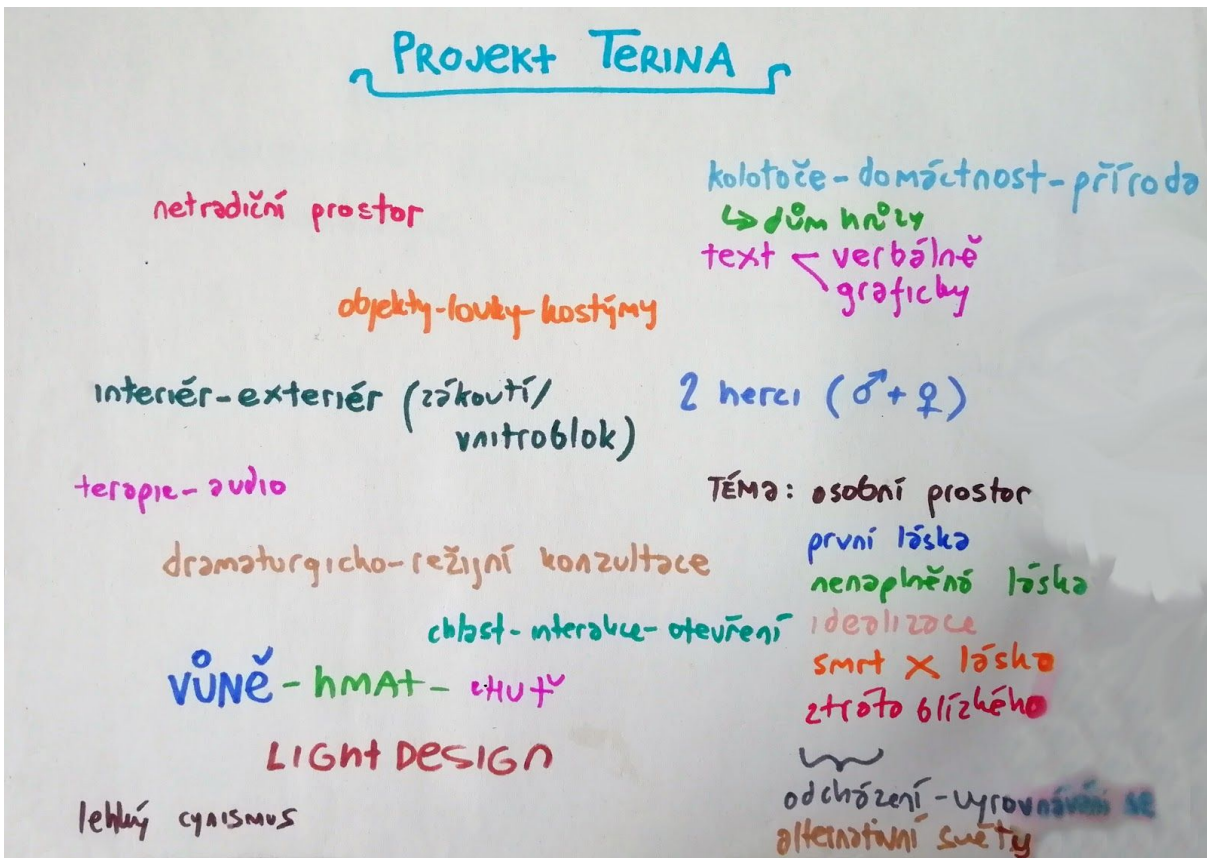 PROJEKT TERINA
netradiční prostor
kolotoče-domáctnost-příroda
↳ dům hrůzy
text < verbálně
graficky
objekty-loutky-kostýmy
interiér-exteriér (zákoutí/
vnitroblok)
2 herci (♂+♀)
terapie-audio
TÉMA: osobní prostor
první láska
nenaplněná láska
idealizace
smrt X láska
ztráta blízkého
dramaturgicko-režijní konzultace
chlast-interakce-otevření
VŮNĚ-HMAT-CHUŤ
LIGHT DESIGN
lehký cynismus
odcházení-vyrovnávání se
alternativní světy